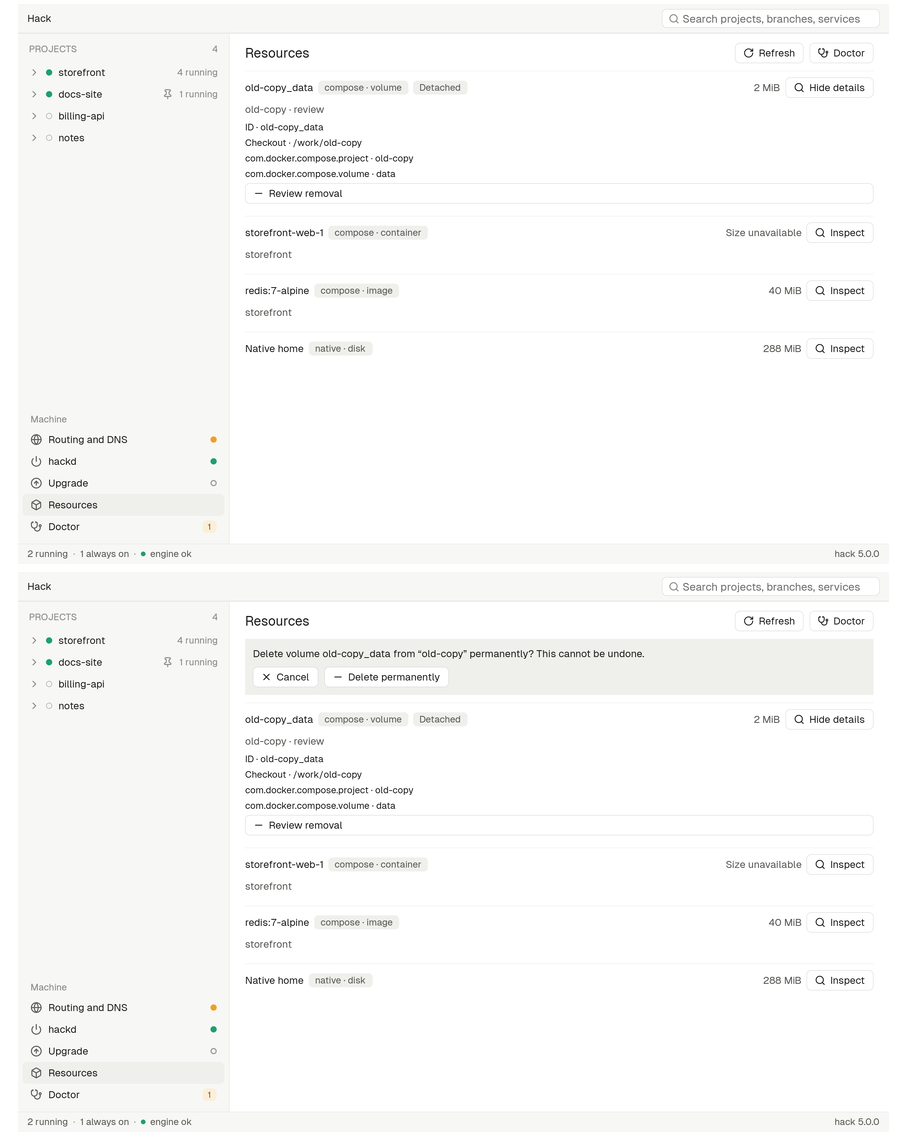 Hack
Search projects, branches, services
PROJECTS 4
storefront 4 running
docs-site 1 running
billing-api
notes
Machine
Routing and DNS
hackd
Upgrade
Resources
Doctor 1
Resources
Refresh Doctor
old-copy_data compose · volume Detached 2 MiB Hide details
old-copy · review
ID · old-copy_data
Checkout · /work/old-copy
com.docker.compose.project · old-copy
com.docker.compose.volume · data
Review removal
storefront-web-1 compose · container Size unavailable Inspect
storefront
redis:7-alpine compose · image 40 MiB Inspect
storefront
Native home native · disk 288 MiB Inspect
2 running · 1 always on · engine ok hack 5.0.0
Hack
Search projects, branches, services
PROJECTS 4
storefront 4 running
docs-site 1 running
billing-api
notes
Machine
Routing and DNS
hackd
Upgrade
Resources
Doctor 1
Resources
Refresh Doctor
Delete volume old-copy_data from “old-copy” permanently? This cannot be undone.
Cancel Delete permanently
old-copy_data compose · volume Detached 2 MiB Hide details
old-copy · review
ID · old-copy_data
Checkout · /work/old-copy
com.docker.compose.project · old-copy
com.docker.compose.volume · data
Review removal
storefront-web-1 compose · container Size unavailable Inspect
storefront
redis:7-alpine compose · image 40 MiB Inspect
storefront
Native home native · disk 288 MiB Inspect
2 running · 1 always on · engine ok hack 5.0.0